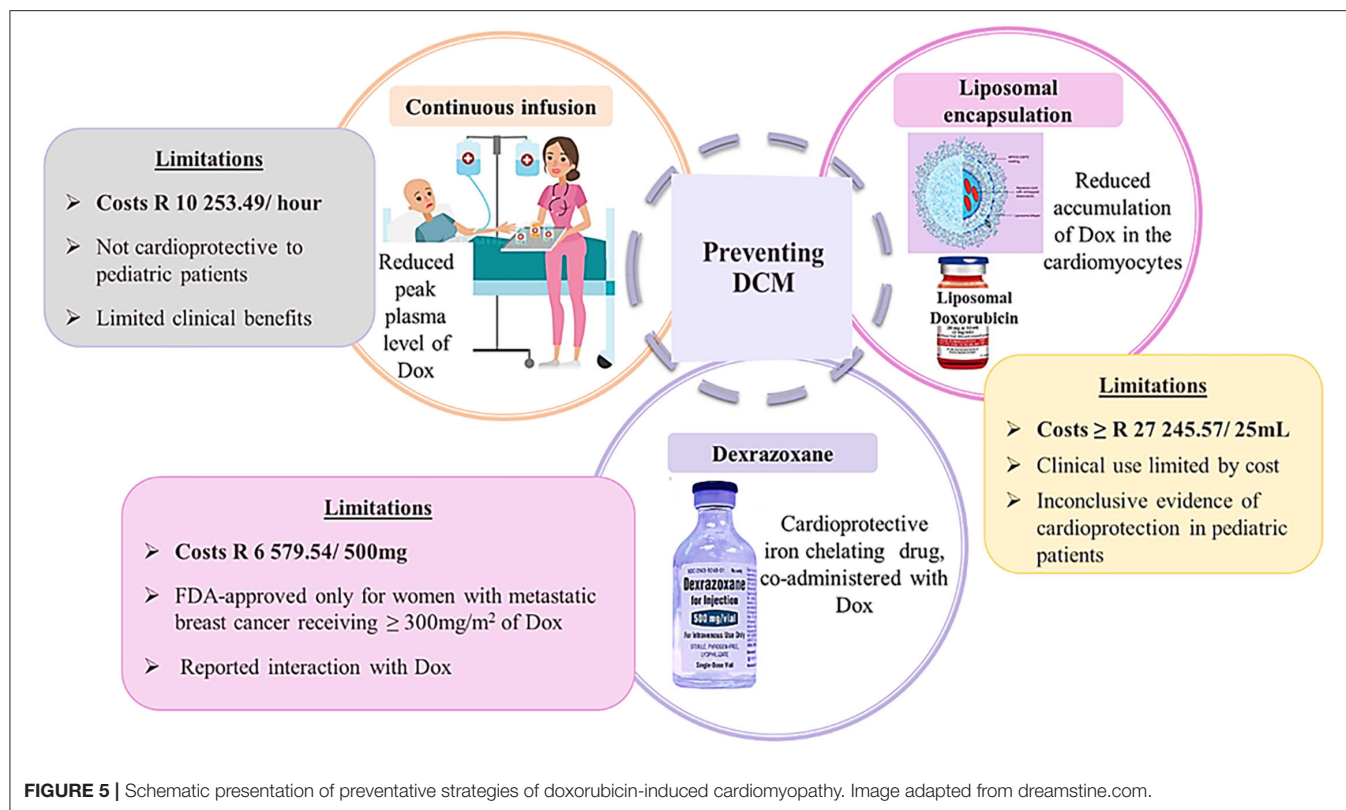 Continuous infusion
Reduced
peak
plasma
level of
Dox
Limitations
➤ Costs R 10 253.49/ hour
➤ Not cardioprotective to
pediatric patients
➤ Limited clinical benefits
Preventing
DCM
Liposomal
encapsulation
Reduced
accumulation
of Dox in the
cardiomyocytes
Liposomal
Doxorubicin
Limitations
➤ Costs ≥ R 27 245.57/ 25mL
➤ Clinical use limited by cost
➤ Inconclusive evidence of
cardioprotection in pediatric
patients
Dexrazoxane
Cardioprotective
iron chelating drug,
co-administered with
Dox
Dexrazoxane
for Injection
500 mg/vial
For Intravenous Use Only
STERILE, PYROGEN-FREE,
LYOPHILIZATE
Single-Dose Vial
Limitations
➤ Costs R 6 579.54/ 500mg
➤ FDA-approved only for women with metastatic
breast cancer receiving ≥ 300mg/m² of Dox
➤ Reported interaction with Dox
FIGURE 5 | Schematic presentation of preventative strategies of doxorubicin-induced cardiomyopathy. Image adapted from dreamstine.com.